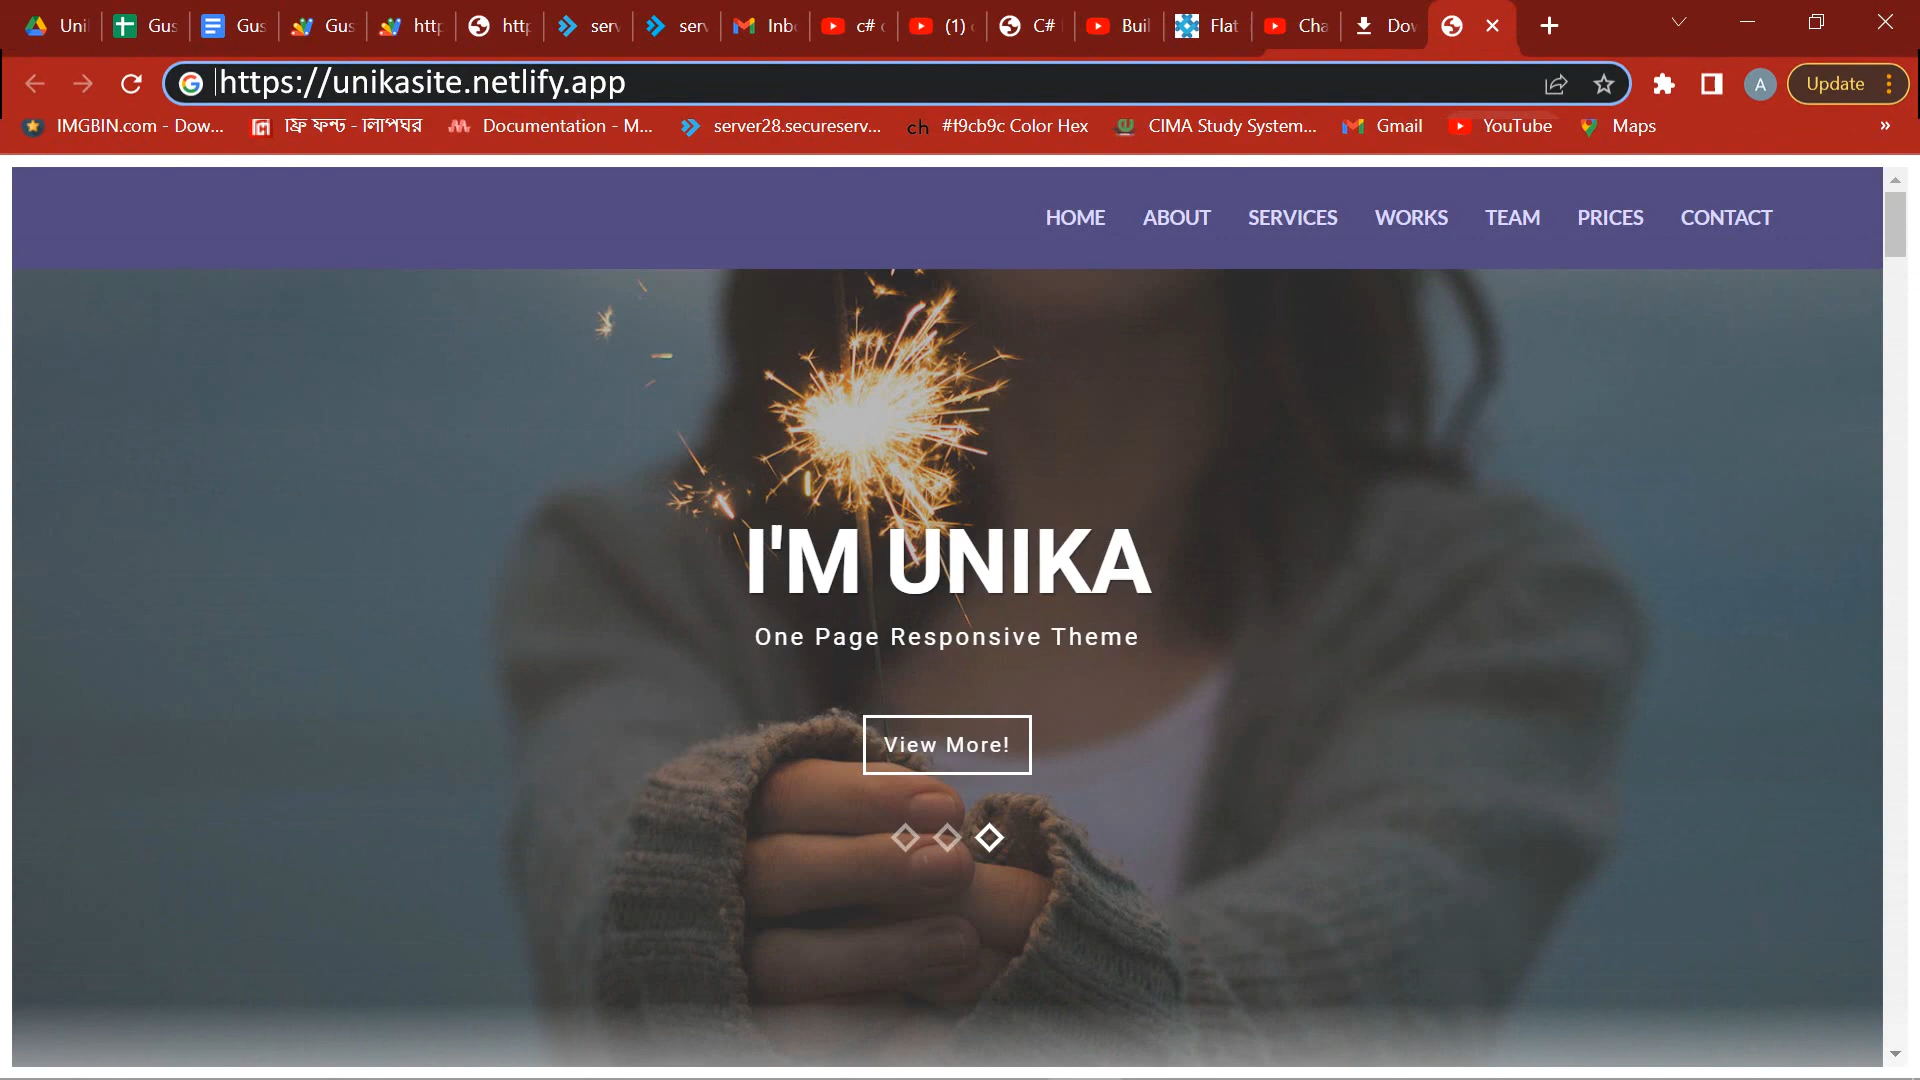 Uni Gus Gus Gus http http serv serv Inbo c# c (1) c C# Buil Flat Cha Dov
https://unikasite.netlify.app
A Update
IMGBIN.com - Dow... ফ্রি ফন্ট - লিপিঘর Documentation - M... server28.secureserv... ch #f9cb9c Color Hex CIMA Study System... Gmail YouTube Maps »
HOME ABOUT SERVICES WORKS TEAM PRICES CONTACT
I'M UNIKA
One Page Responsive Theme
View More!